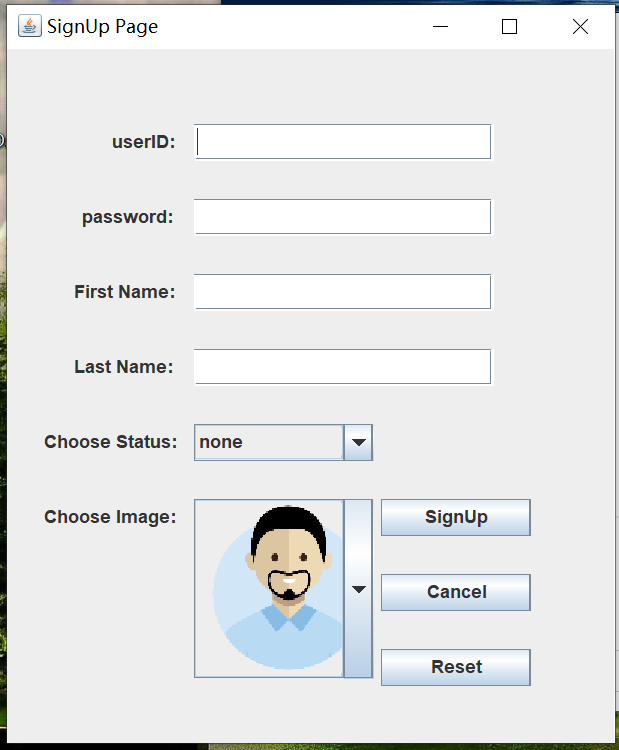 SignUp Page
userID:
password:
First Name:
Last Name:
Choose Status: none
Choose Image: SignUp
Cancel
Reset